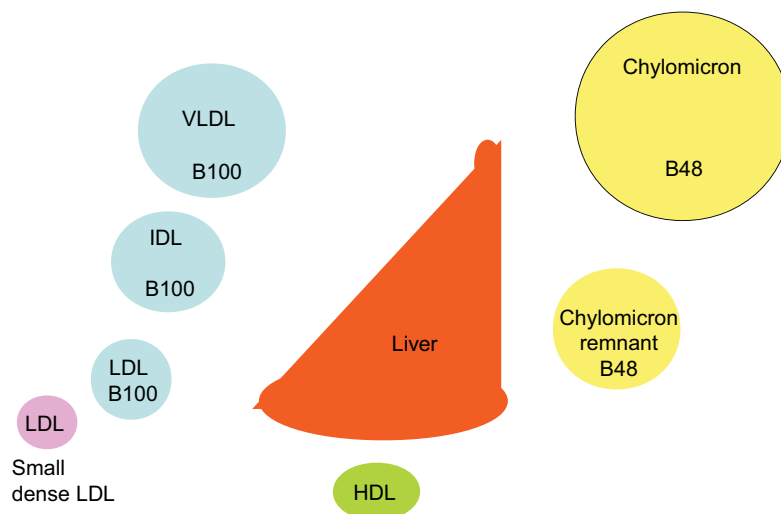 VLDL
B100
IDL
B100
LDL
B100
LDL
Small
dense LDL
Liver
HDL
Chylomicron
B48
Chylomicron
remnant
B48